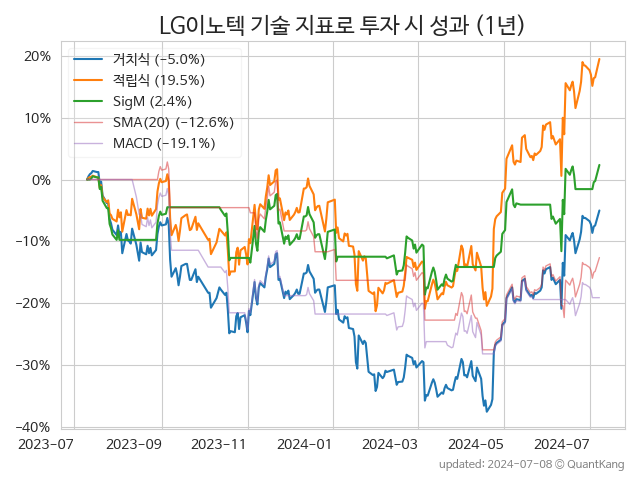 LG이노텍 기술 지표로 투자 시 성과 (1년)
거치식 (−5.0%)
적립식 (19.5%)
SigM (2.4%)
SMA(20) (−12.6%)
MACD (−19.1%)
20%
10%
0%
−10%
−20%
−30%
−40%
2023-07
2023-09
2023-11
2024-01
2024-03
2024-05
2024-07
updated: 2024-07-08 © QuantKang